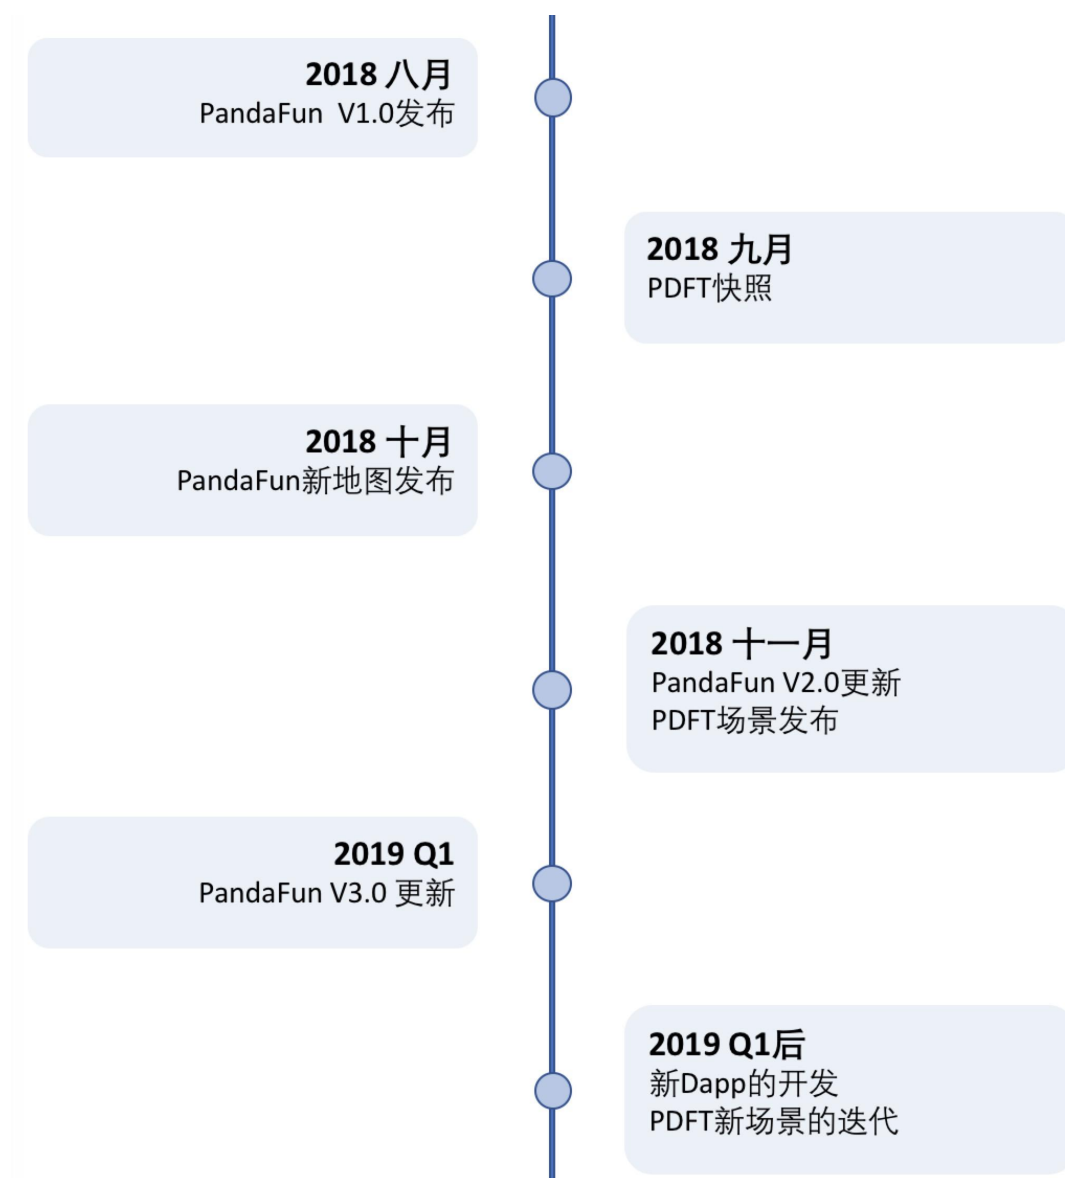 2018 八月
PandaFun  V1.0发布
2018 九月
PDFT快照
2018 十月
PandaFun新地图发布
2018 十一月
PandaFun V2.0更新
PDFT场景发布
2019 Q1
PandaFun V3.0 更新
2019 Q1后
新Dapp的开发
PDFT新场景的迭代